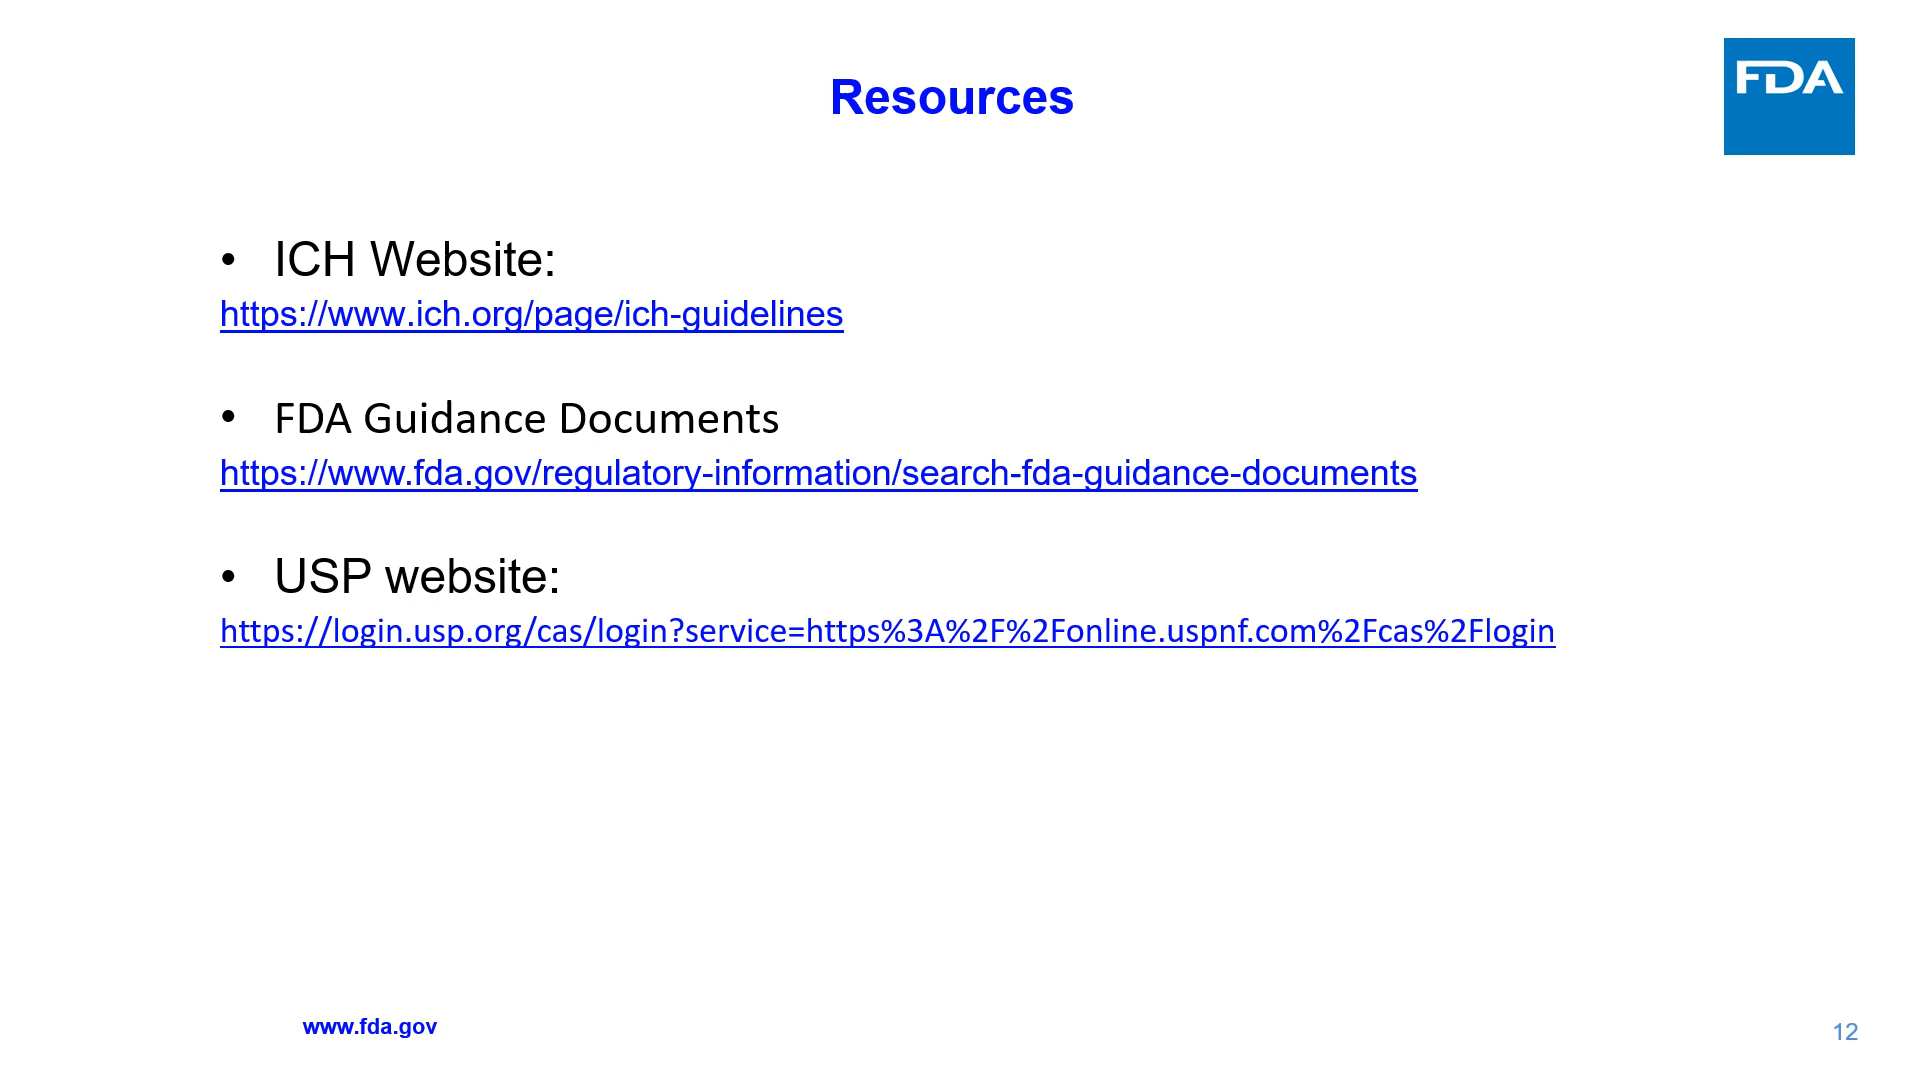 Resources
FDA
• ICH Website:
https://www.ich.org/page/ich-guidelines
• FDA Guidance Documents
https://www.fda.gov/regulatory-information/search-fda-guidance-documents
• USP website:
https://login.usp.org/cas/login?service=https%3A%2F%2Fonline.uspnf.com%2Fcas%2Flogin
www.fda.gov
12